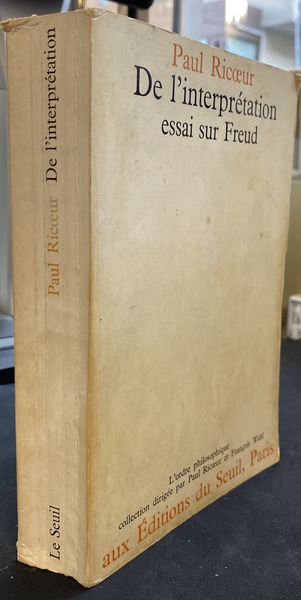 Paul Ricœur
De l'interprétation
essai sur Freud
L'ordre philosophique
collection dirigée par Paul Ricœur et François Wahl
aux Éditions du Seuil, Paris
Le Seuil Paul Ricœur De l'interprétation